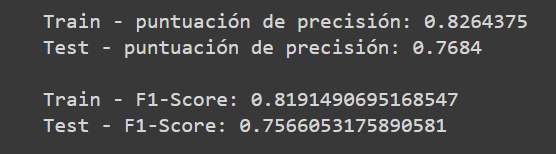 Train - puntuación de precisión: 0.8264375
Test - puntuación de precisión: 0.7684
Train - F1-Score: 0.8191490695168547
Test - F1-Score: 0.7566053175890581